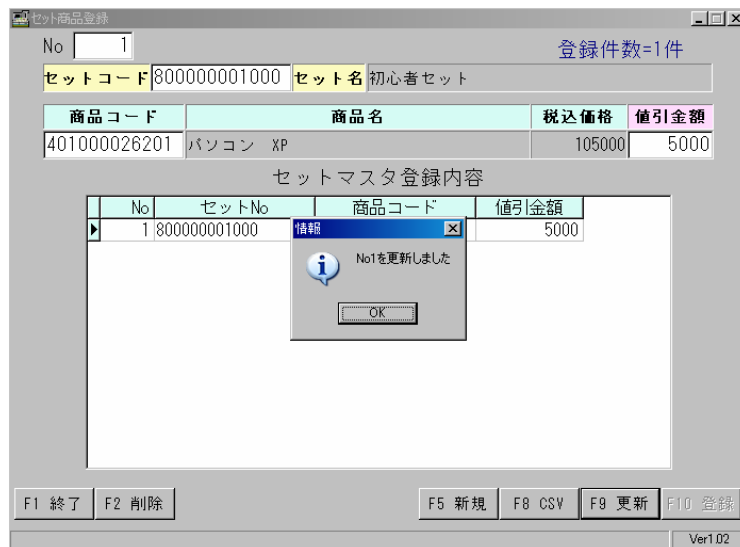 セット商品登録
No 1 登録件数=1件
セットコード 800000001000 セット名 初心者セット
商品コード 商品名 税込価格 値引金額
401000026201 パソコン XP 105000 5000
セットマスタ登録内容
No セットNo 商品コード 値引金額
1 800000001000 5000
情報
No1を更新しました
OK
F1 終了 F2 削除 F5 新規 F8 CSV F9 更新 F10 登録
Ver1.02